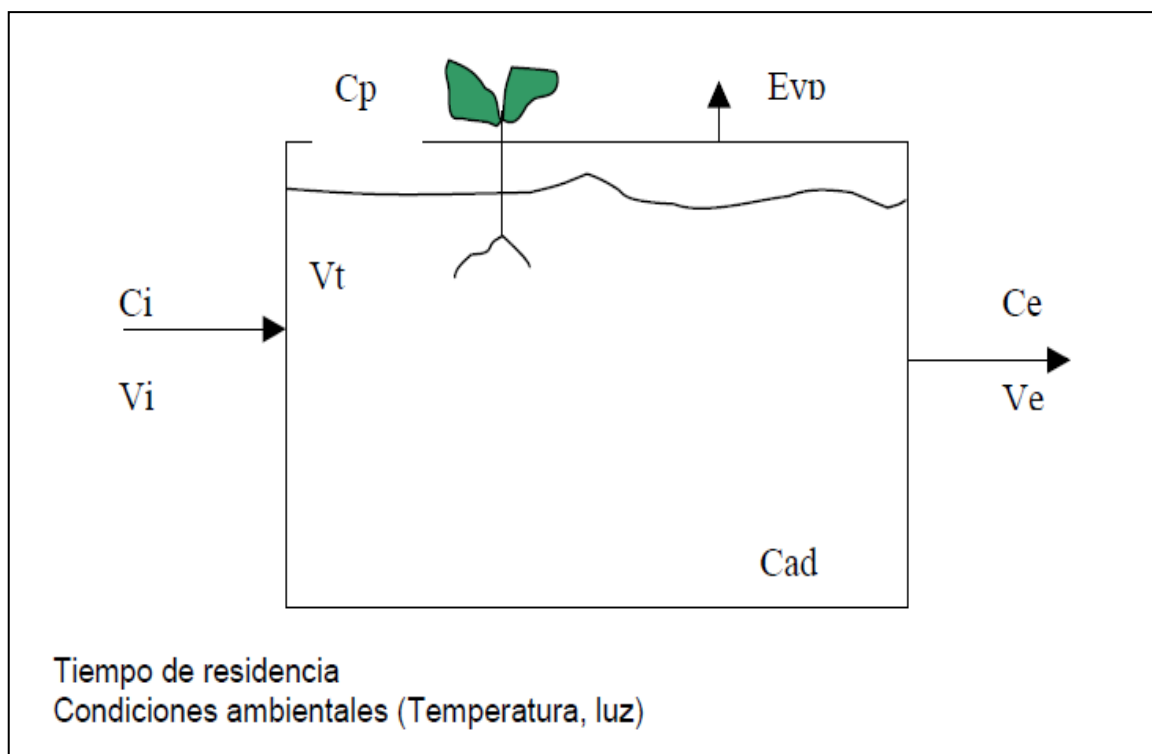 Cp
Evp
Vt
Ci
Vi
Ce
Ve
Cad
Tiempo de residencia
Condiciones ambientales (Temperatura, luz)